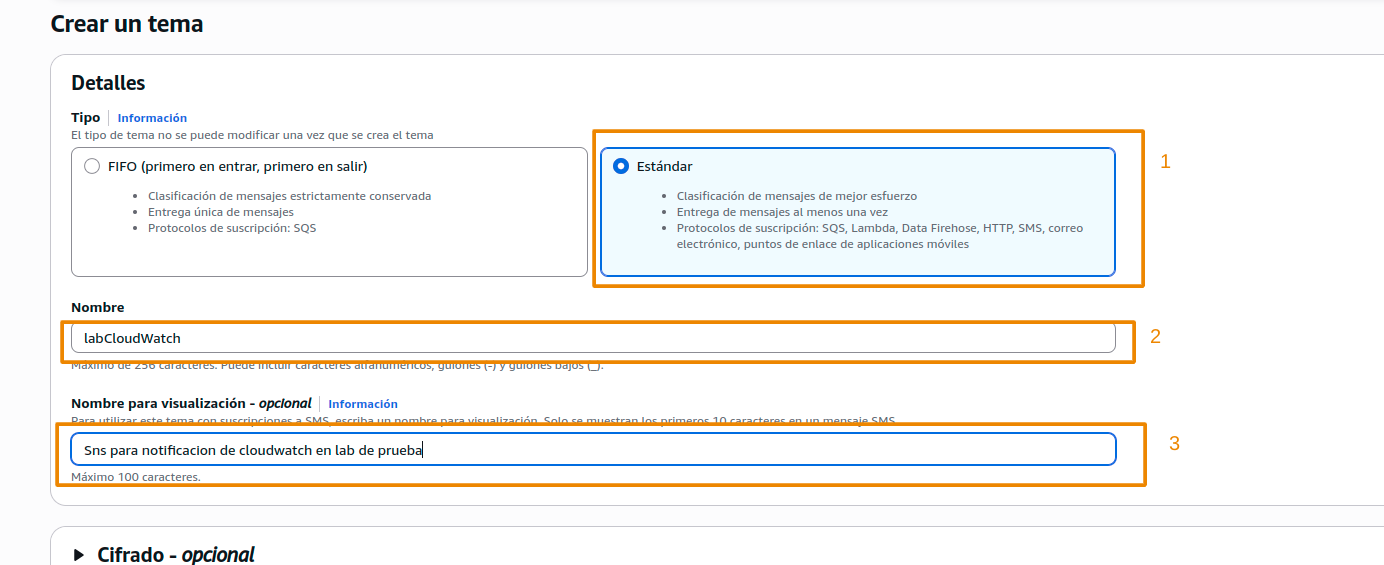 Crear un tema
Detalles
Tipo Información
El tipo de tema no se puede modificar una vez que se crea el tema
FIFO (primero en entrar, primero en salir)
Clasificación de mensajes estrictamente conservada
Entrega única de mensajes
Protocolos de suscripción: SQS
Estándar
Clasificación de mensajes de mejor esfuerzo
Entrega de mensajes al menos una vez
Protocolos de suscripción: SQS, Lambda, Data Firehose, HTTP, SMS, correo
electrónico, puntos de enlace de aplicaciones móviles
1
Nombre
labCloudWatch
2
Máximo de 256 caracteres. Puede incluir caracteres alfanuméricos, guiones (-) y guiones bajos (_).
Nombre para visualización - opcional Información
Para utilizar este tema con suscripciones a SMS, escriba un nombre para visualización. Solo se muestran los primeros 10 caracteres en un mensaje SMS.
Sns para notificacion de cloudwatch en lab de prueba
3
Máximo 100 caracteres.
Cifrado - opcional